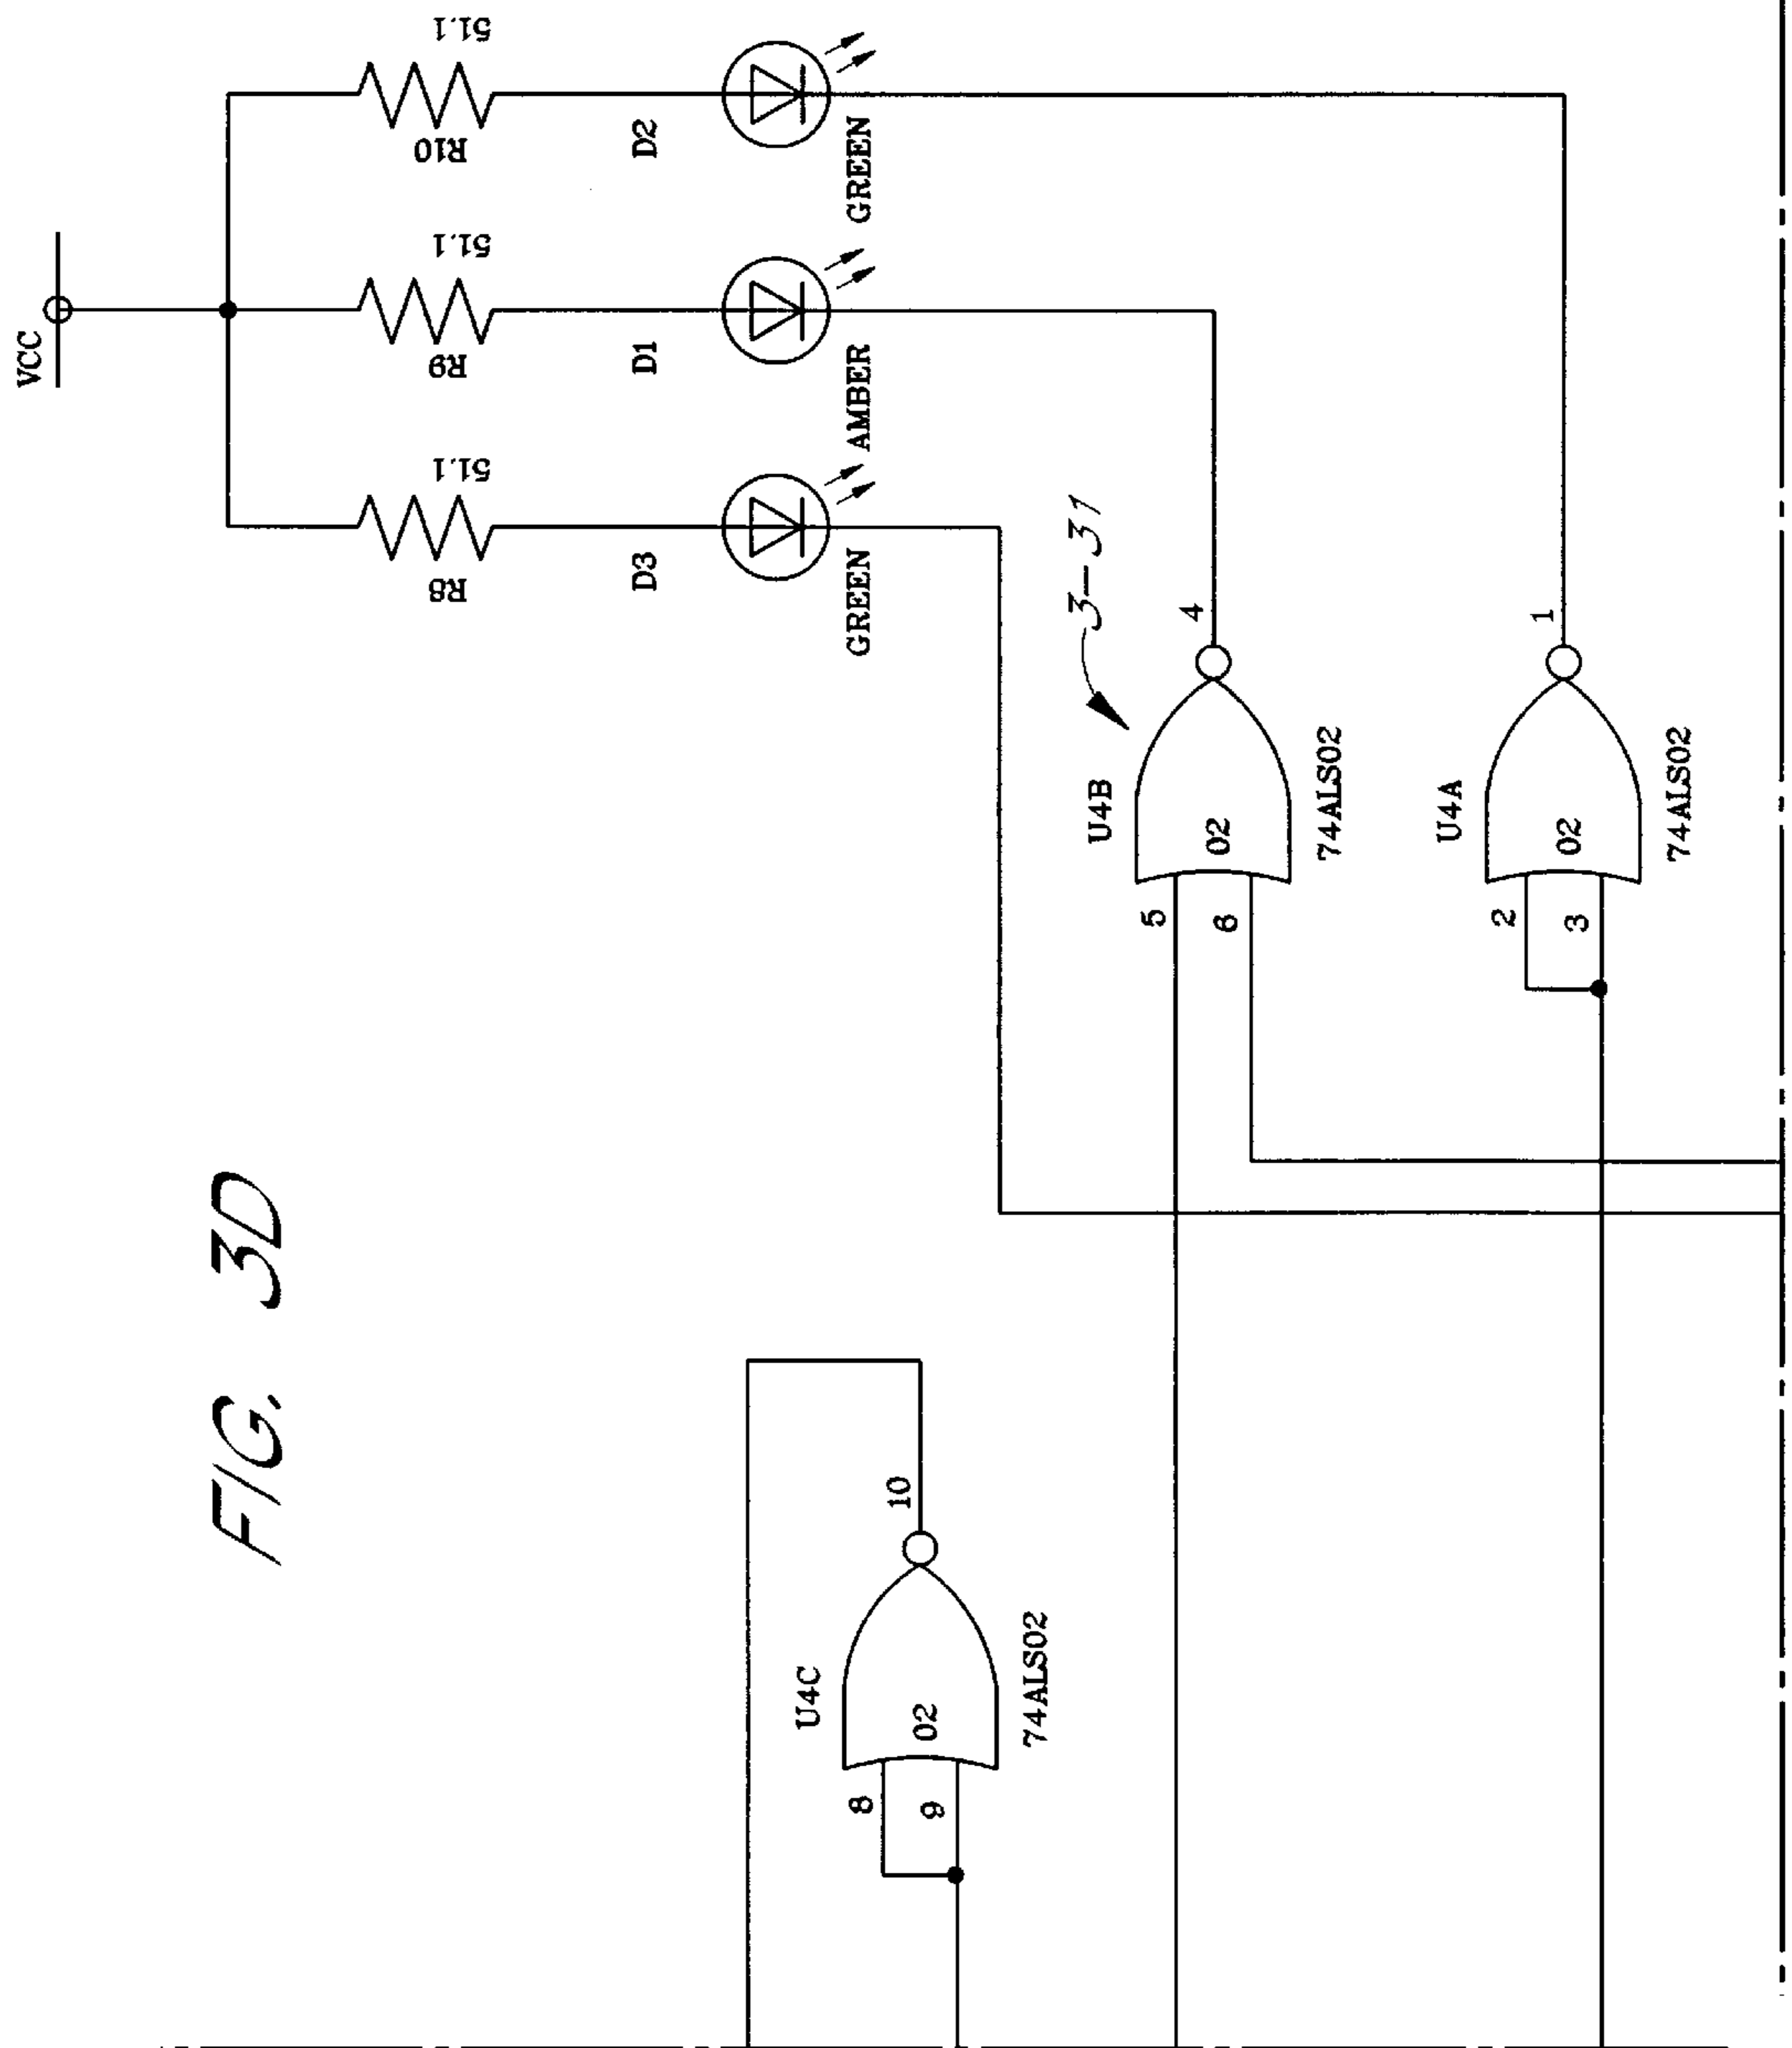 FIG. 3D
VCC
R8
51.1
R9
51.1
R10
51.1
D3
D1
D2
GREEN
AMBER
GREEN
3-31
U4C
8
9
02
10
74ALS02
U4B
5
6
02
4
74ALS02
U4A
2
3
02
1
74ALS02